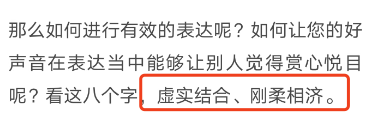 那么如何进行有效的表达呢？如何让您的好
声音在表达当中能够让别人觉得赏心悦目
呢？看这八个字，虚实结合、刚柔相济。